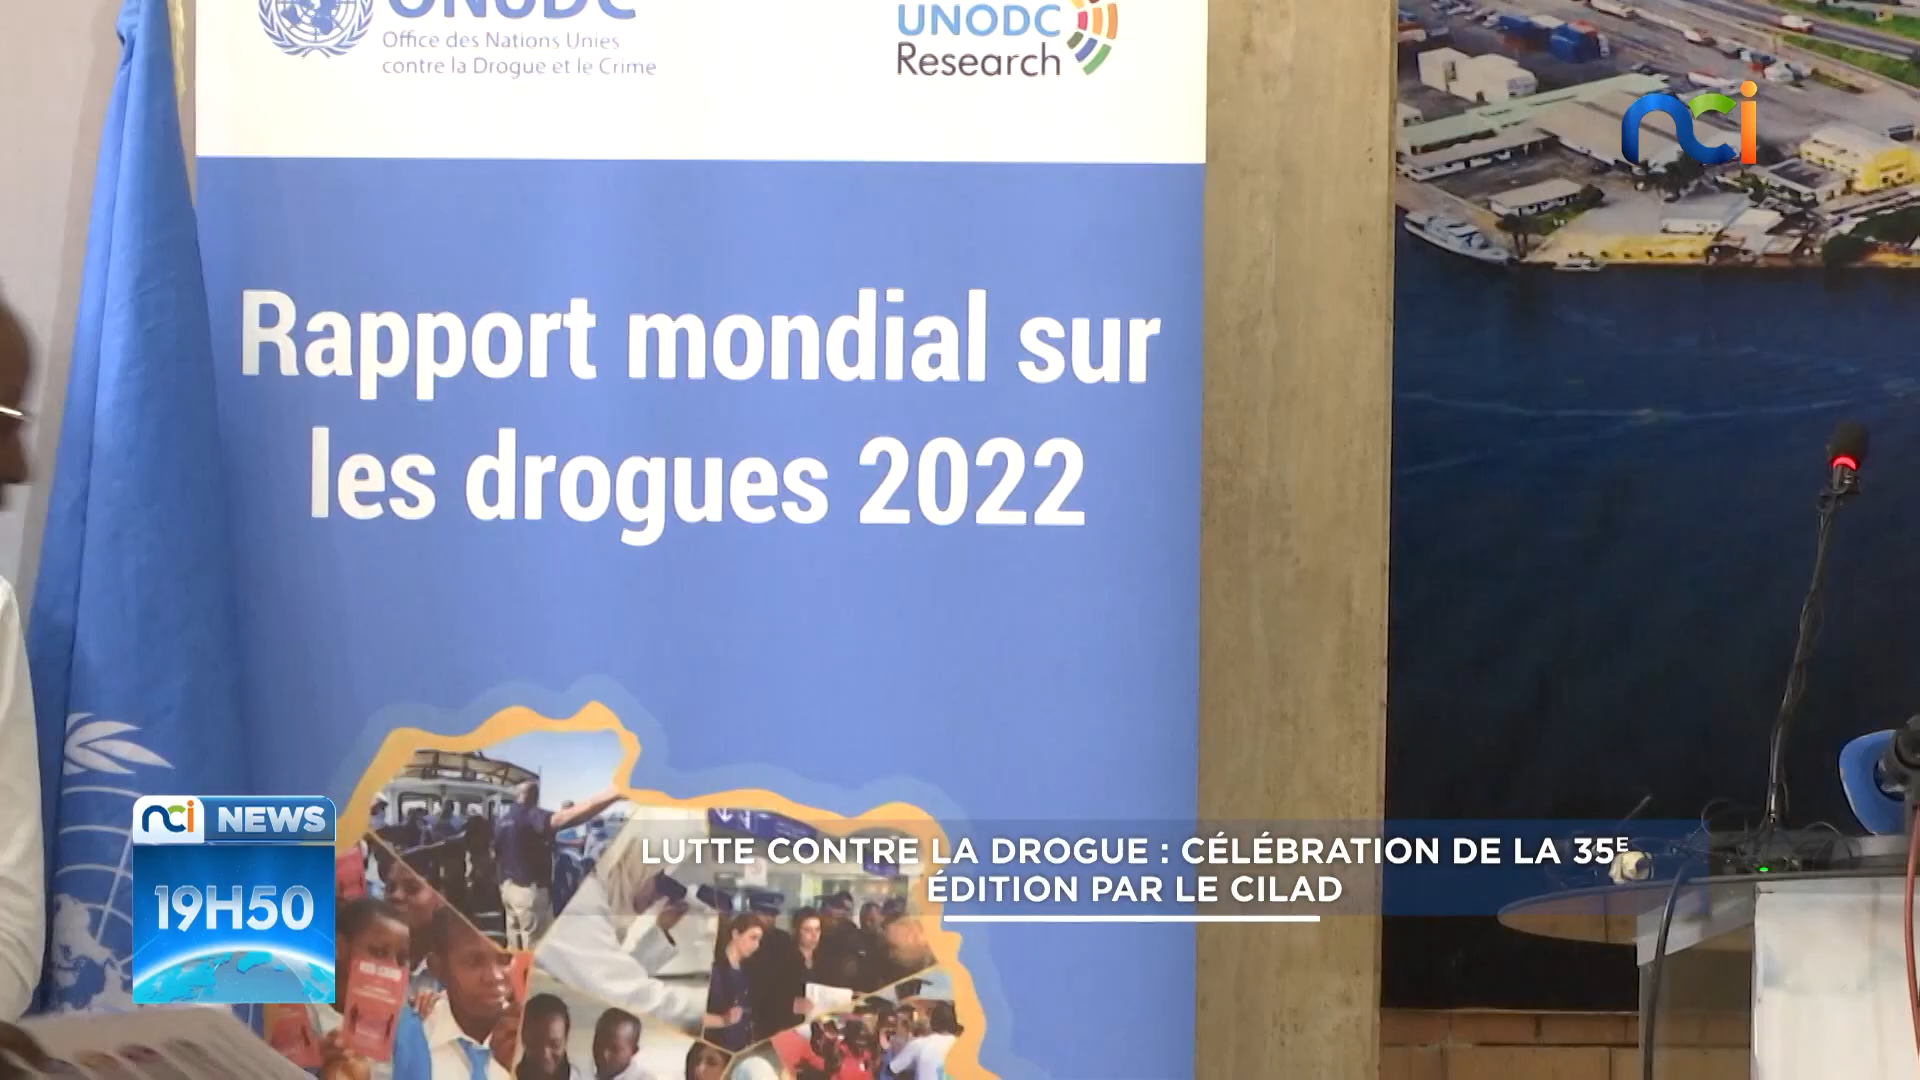 ONUDC
Office des Nations Unies
contre la Drogue et le Crime
UNODC
Research
nci
Rapport mondial sur
les drogues 2022
nci NEWS
19H50
LUTTE CONTRE LA DROGUE : CÉLÉBRATION DE LA 35E
ÉDITION PAR LE CILAD